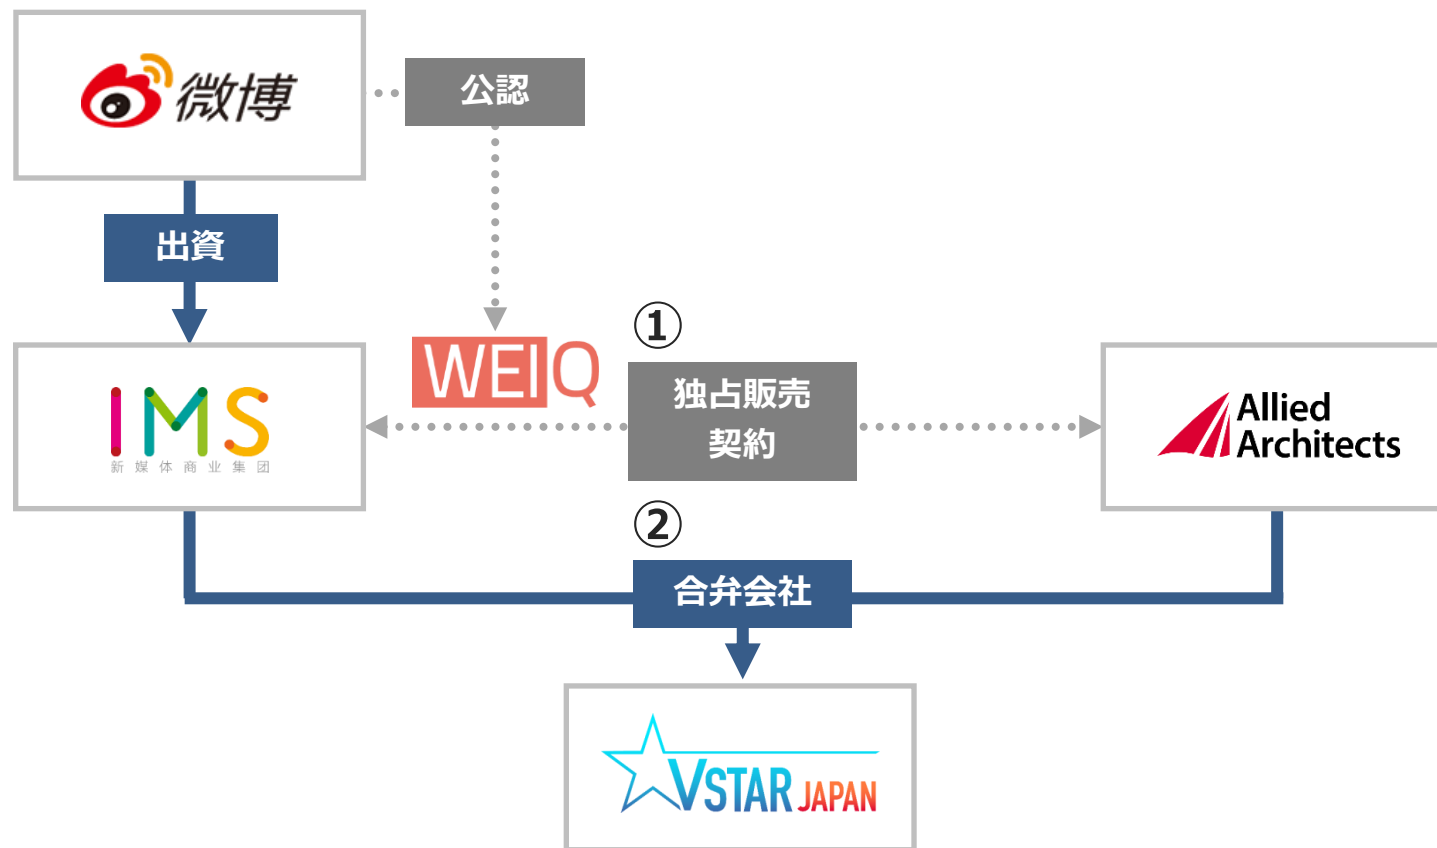 微博
公認
出資
①
WEIQ
独占販売
契約
IMS
新媒体商业集团
Allied
Architects
②
合弁会社
VSTAR JAPAN